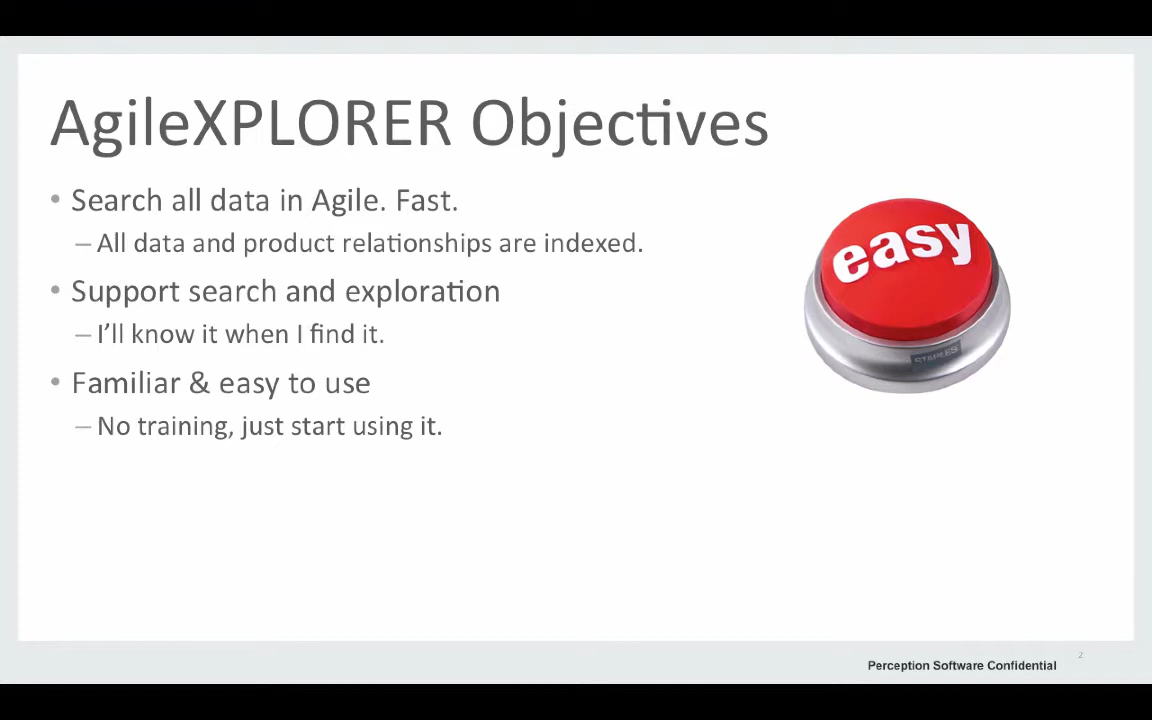 AgileXPLORER Objectives
• Search all data in Agile. Fast.
– All data and product relationships are indexed.
• Support search and exploration
– I’ll know it when I find it.
• Familiar & easy to use
– No training, just start using it.
easy
STAPLES
Perception Software Confidential
2